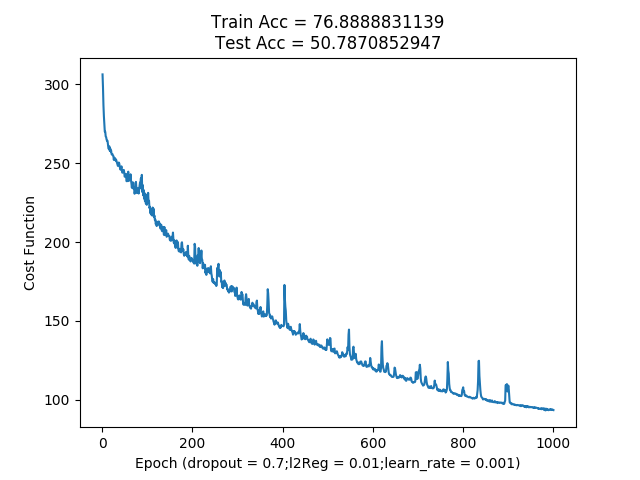 Train Acc = 76.8888831139
Test Acc = 50.7870852947
300
250
200
150
100
Cost Function
0 200 400 600 800 1000
Epoch (dropout = 0.7;l2Reg = 0.01;learn_rate = 0.001)